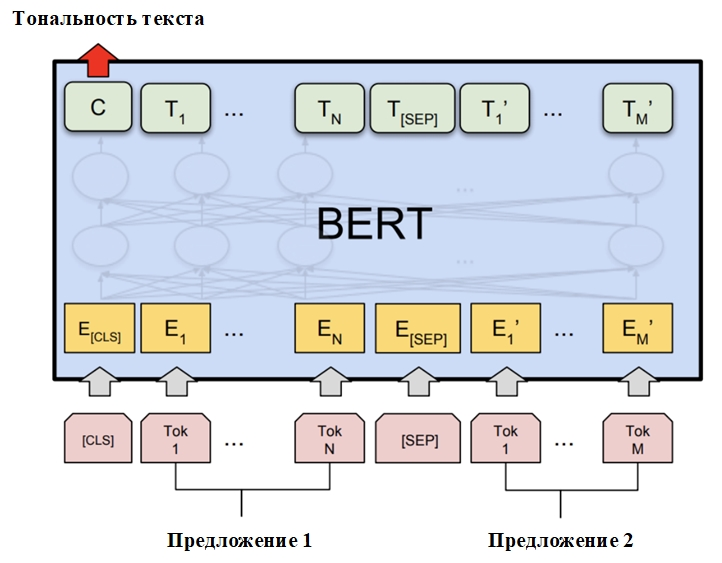 Тональность текста
C T1 ... TN T[SEP] T1’ ... TM’
...
BERT
...
E[CLS] E1 ... EN E[SEP] E1’ ... EM’
[CLS] Tok 1 ... Tok N [SEP] Tok 1 ... Tok M
Предложение 1 Предложение 2